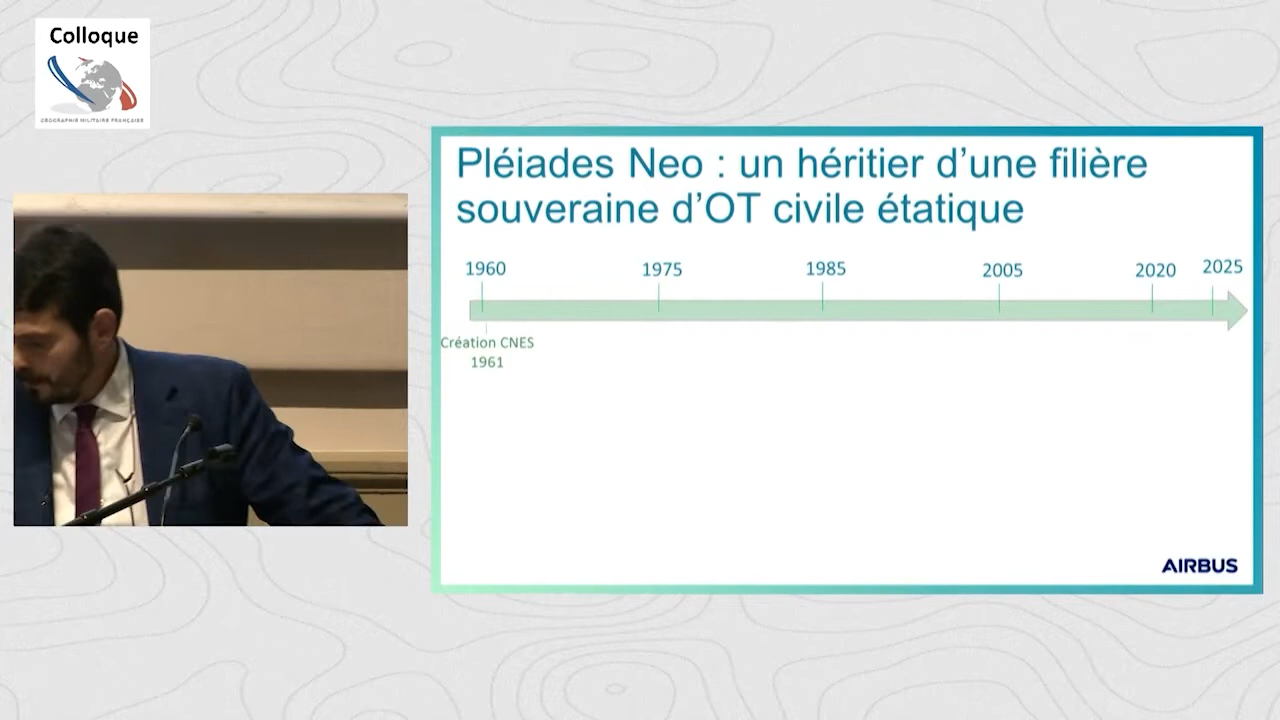 Colloque
GÉOGRAPHIE MILITAIRE FRANÇAISE
Pléiades Neo : un héritier d’une filière
souveraine d’OT civile étatique
1960 1975 1985 2005 2020 2025
Création CNES
1961
AIRBUS